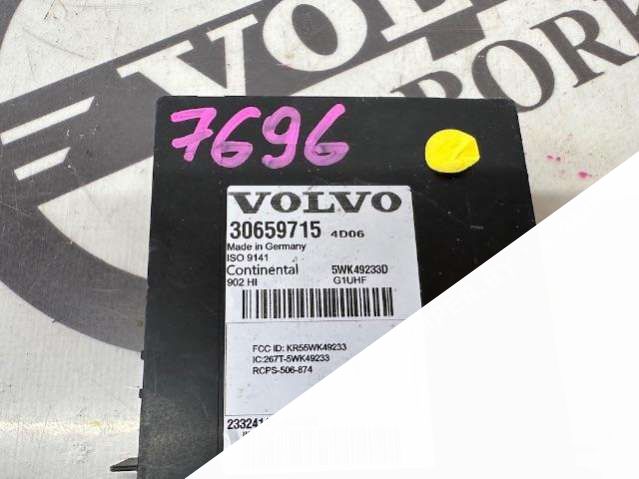 VOLVO
7696
VOLVO
30659715 4D06
Made in Germany
ISO 9141
Continental 5WK49233D
902 HI G1UHF
FCC ID: KR55WK49233
IC:267T-5WK49233
RCPS-506-874